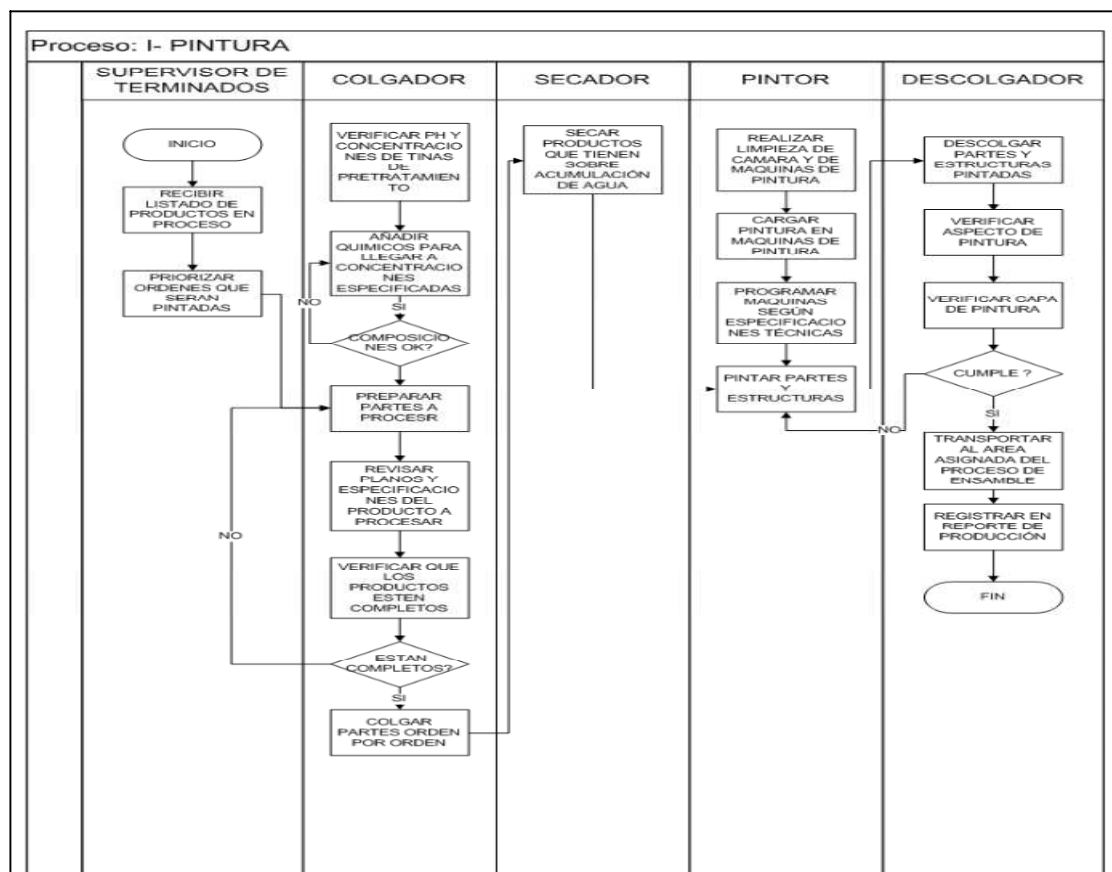 Proceso: I- PINTURA
SUPERVISOR DE
TERMINADOS
INICIO
RECIBIR
LISTADO DE
PRODUCTOS EN
PROCESO
PRIORIZAR
ORDENES QUE
SERAN
PINTADAS
COLGADOR
VERIFICAR PH Y
CONCENTRACIO
NES DE TINAS
DE
PRETRATAMIE
NTO
AÑADIR
QUIMICOS PARA
LLEGAR A
CONCENTRACIO
NES
ESPECIFICADAS
NO
SI
COMPOSICIO
NES OK?
PREPARAR
PARTES A
PROCESR
REVISAR
PLANOS Y
ESPECIFICACIO
NES DEL
PRODUCTO A
PROCESAR
NO
VERIFICAR QUE
LOS
PRODUCTOS
ESTEN
COMPLETOS
ESTAN
COMPLETOS?
SI
COLGAR
PARTES ORDEN
POR ORDEN
SECADOR
SECAR
PRODUCTOS
QUE TIENEN
SOBRE
ACUMULACIÓN
DE AGUA
PINTOR
REALIZAR
LIMPIEZA DE
CAMARA Y DE
MAQUINAS DE
PINTURA
CARGAR
PINTURA EN
MAQUINAS DE
PINTURA
PROGRAMAR
MAQUINAS
SEGÚN
ESPECIFICACIO
NES TÉCNICAS
PINTAR PARTES
Y
ESTRUCTURAS
DESCOLGADOR
DESCOLGAR
PARTES Y
ESTRUCTURAS
PINTADAS
VERIFICAR
ASPECTO DE
PINTURA
VERIFICAR CAPA
DE PINTURA
CUMPLE ?
NO
SI
TRANSPORTAR
AL AREA
ASIGNADA DEL
PROCESO DE
ENSAMBLE
REGISTRAR EN
REPORTE DE
PRODUCCIÓN
FIN